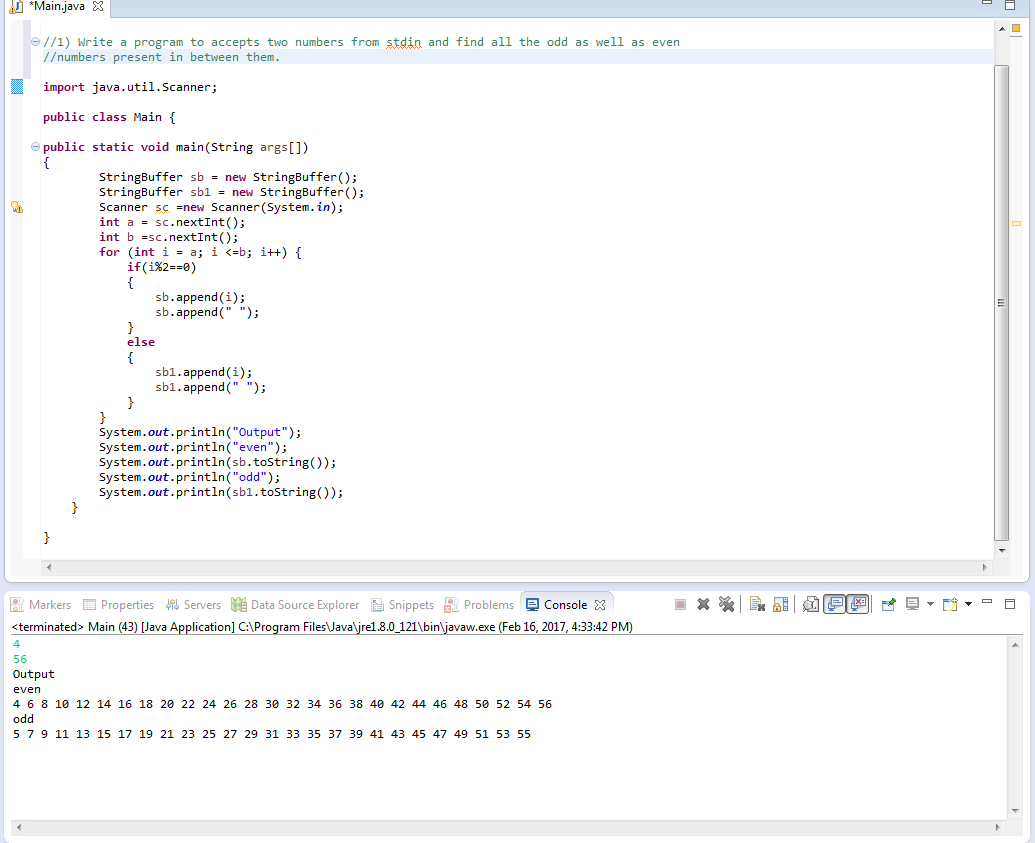 *Main.java
//1) Write a program to accepts two numbers from stdin and find all the odd as well as even
//numbers present in between them.
import java.util.Scanner;
public class Main {
public static void main(String args[])
{
StringBuffer sb = new StringBuffer();
StringBuffer sb1 = new StringBuffer();
Scanner sc =new Scanner(System.in);
int a = sc.nextInt();
int b =sc.nextInt();
for (int i = a; i <=b; i++) {
if(i%2==0)
{
sb.append(i);
sb.append(" ");
}
else
{
sb1.append(i);
sb1.append(" ");
}
}
System.out.println("Output");
System.out.println("even");
System.out.println(sb.toString());
System.out.println("odd");
System.out.println(sb1.toString());
}
}
Markers Properties Servers Data Source Explorer Snippets Problems Console
<terminated> Main (43) [Java Application] C:\Program Files\Java\jre1.8.0_121\bin\javaw.exe (Feb 16, 2017, 4:33:42 PM)
4
56
Output
even
4 6 8 10 12 14 16 18 20 22 24 26 28 30 32 34 36 38 40 42 44 46 48 50 52 54 56
odd
5 7 9 11 13 15 17 19 21 23 25 27 29 31 33 35 37 39 41 43 45 47 49 51 53 55